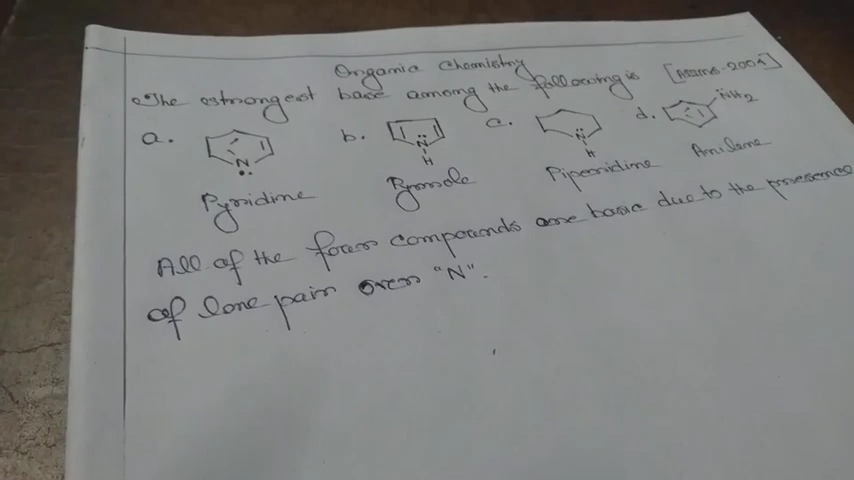 Organic Chemistry
The strongest base among the following is [AIIMS-2004]
a. b. c. d.
N N H N H NH2
Pyridine Pyrrole Piperidine Aniline
All of the four compounds are basic due to the presence
of lone pair over "N".